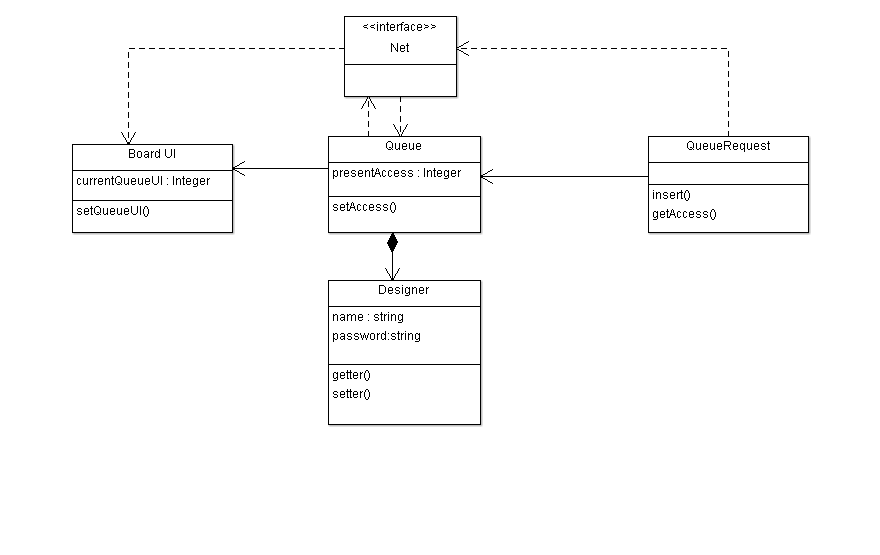 <<interface>>
Net
Board UI
currentQueueUI : Integer
setQueueUI()
Queue
presentAccess : Integer
setAccess()
QueueRequest
insert()
getAccess()
Designer
name : string
password:string
getter()
setter()